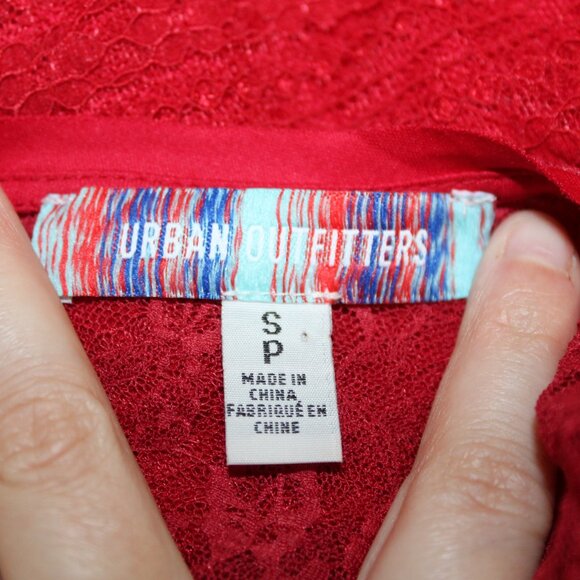 URBAN OUTFITTERS
S
P
MADE IN
CHINA
FABRIQUÉ EN
CHINE